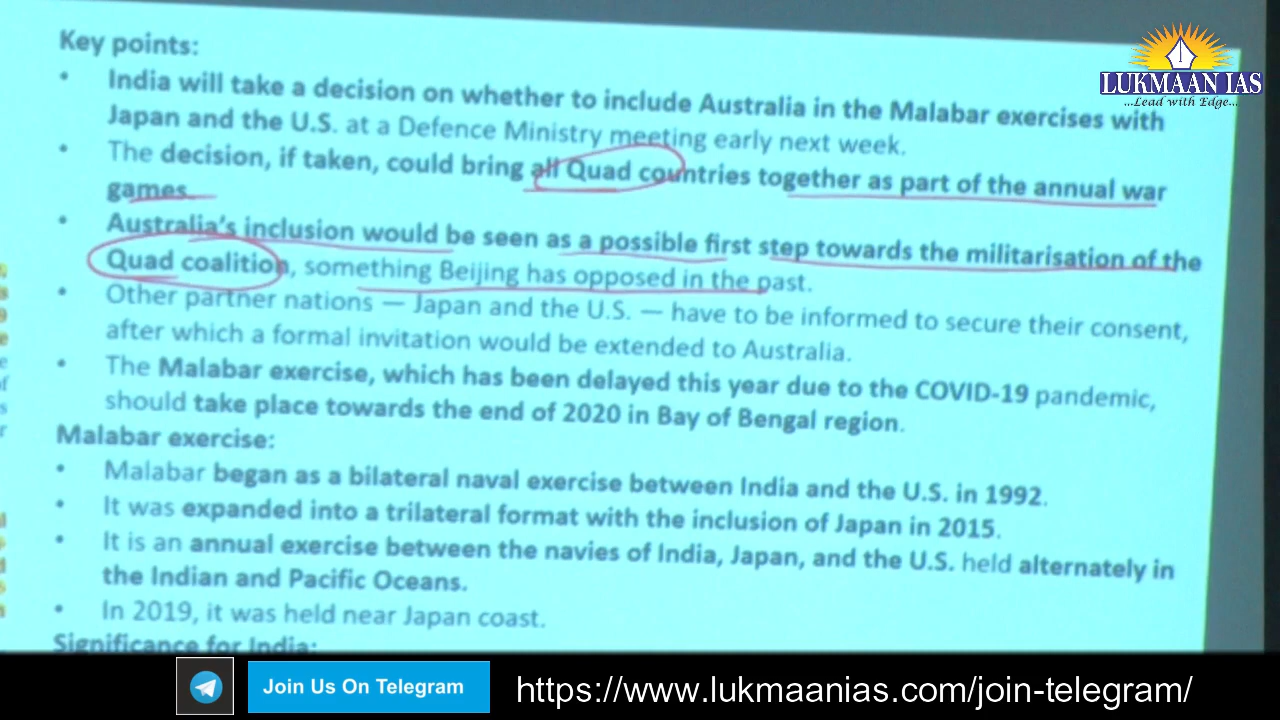 Key points:
• India will take a decision on whether to include Australia in the Malabar exercises with
Japan and the U.S. at a Defence Ministry meeting early next week.
• The decision, if taken, could bring all Quad countries together as part of the annual war
games.
• Australia's inclusion would be seen as a possible first step towards the militarisation of the
Quad coalition, something Beijing has opposed in the past.
• Other partner nations — Japan and the U.S. — have to be informed to secure their consent,
after which a formal invitation would be extended to Australia.
• The Malabar exercise, which has been delayed this year due to the COVID-19 pandemic,
should take place towards the end of 2020 in Bay of Bengal region.
Malabar exercise:
• Malabar began as a bilateral naval exercise between India and the U.S. in 1992.
• It was expanded into a trilateral format with the inclusion of Japan in 2015.
• It is an annual exercise between the navies of India, Japan, and the U.S. held alternately in
the Indian and Pacific Oceans.
• In 2019, it was held near Japan coast.
Significance for India:
LUKMAAN IAS
...Lead with Edge...
Join Us On Telegram
https://www.lukmaanias.com/join-telegram/